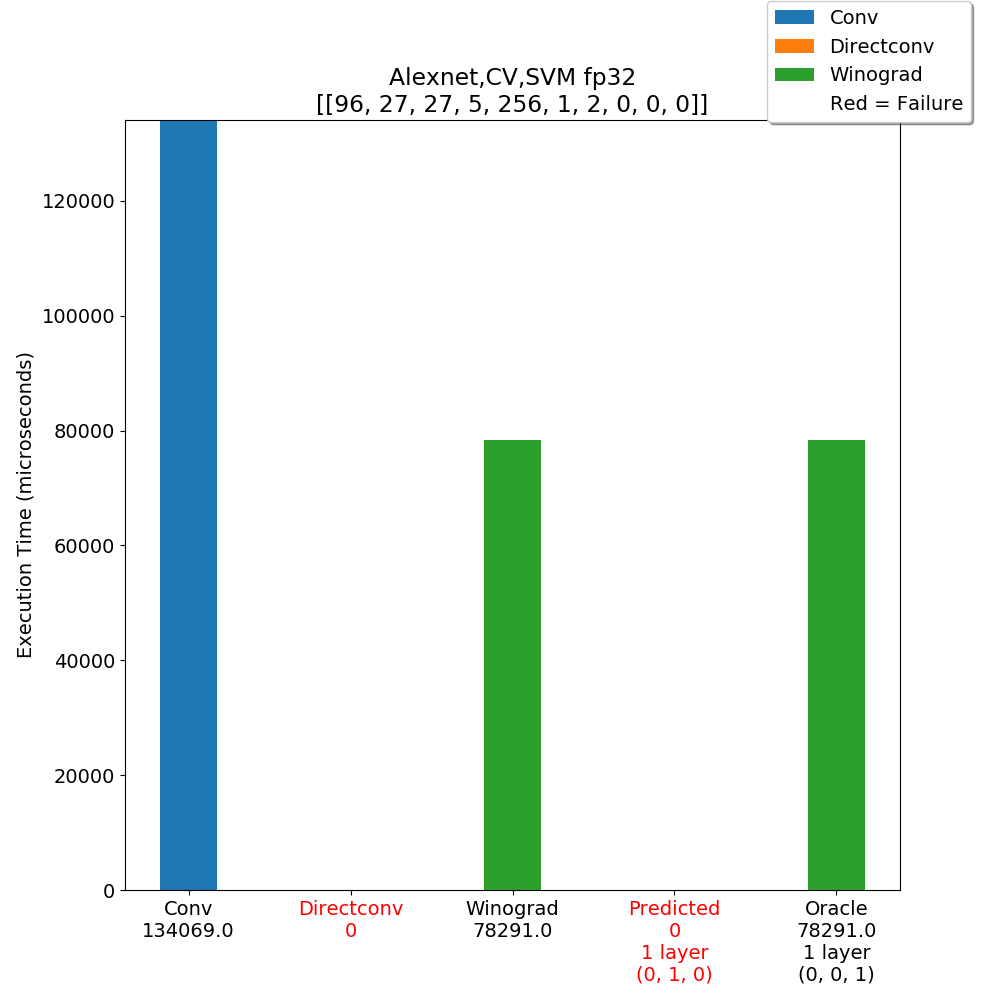 Conv
Directconv
Winograd
Red = Failure
Alexnet,CV,SVM fp32
[[96, 27, 27, 5, 256, 1, 2, 0, 0, 0]]
Execution Time (microseconds)
120000
100000
80000
60000
40000
20000
0
Conv
134069.0
Directconv
0
Winograd
78291.0
Predicted
0
1 layer
(0, 1, 0)
Oracle
78291.0
1 layer
(0, 0, 1)